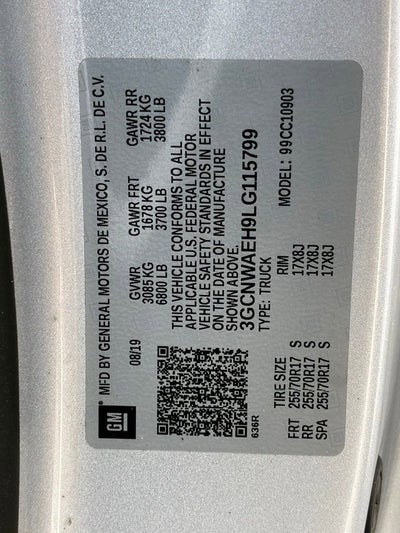 GM
MFD BY GENERAL MOTORS DE MEXICO, S. DE R.L. DE C.V.
08/19 GVWR GAWR FRT GAWR RR
3085 KG 1678 KG 1724 KG
6800 LB 3700 LB 3800 LB
THIS VEHICLE CONFORMS TO ALL
APPLICABLE U.S. FEDERAL MOTOR
VEHICLE SAFETY STANDARDS IN EFFECT
ON THE DATE OF MANUFACTURE
3GCNWAEH9LG115799
TYPE: TRUCK MODEL: 99CC10903
636R
TIRE SIZE RIM
FRT 255/70R17 S 17X8J
RR 255/70R17 S 17X8J
SPA 255/70R17 S 17X8J